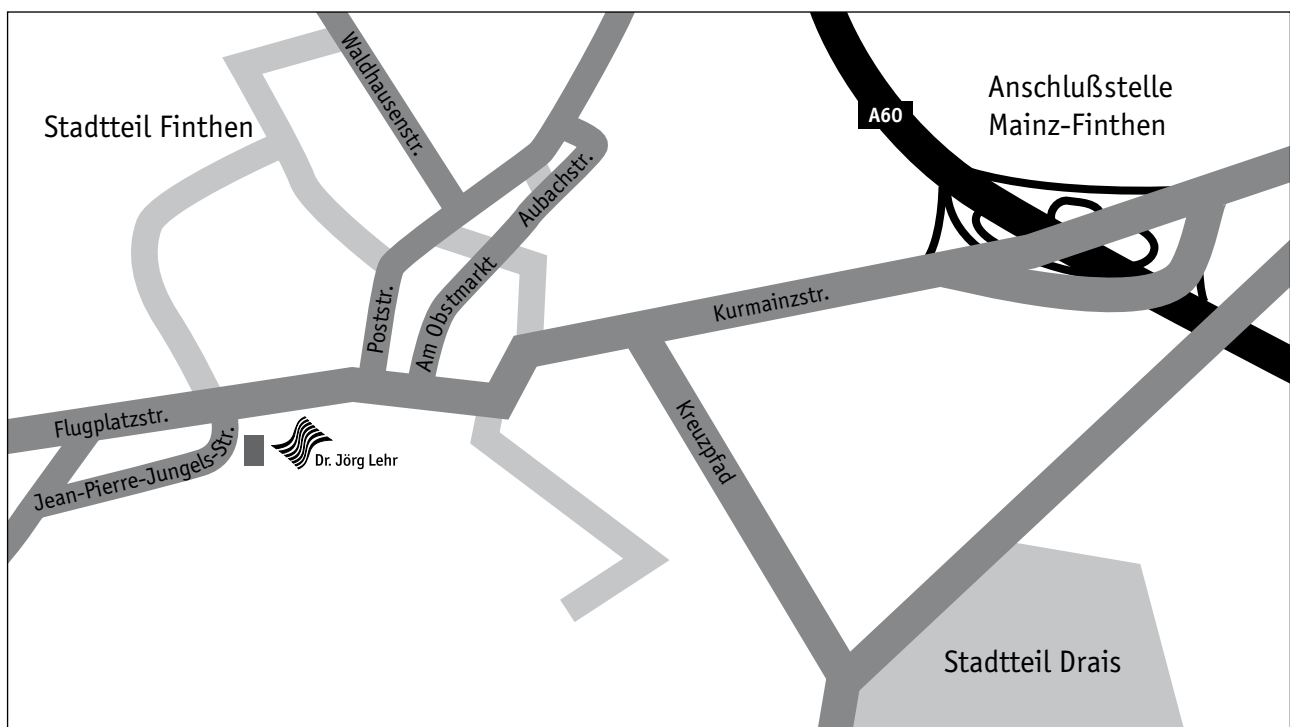 Waldhausenstr.
Stadtteil Finthen
A60
Anschlußstelle
Mainz-Finthen
Aubachstr.
Poststr.
Am Obstmarkt
Kurmainzstr.
Flugplatzstr.
Jean-Pierre-Jungels-Str.
Dr. Jörg Lehr
Kreuzpfad
Stadtteil Drais